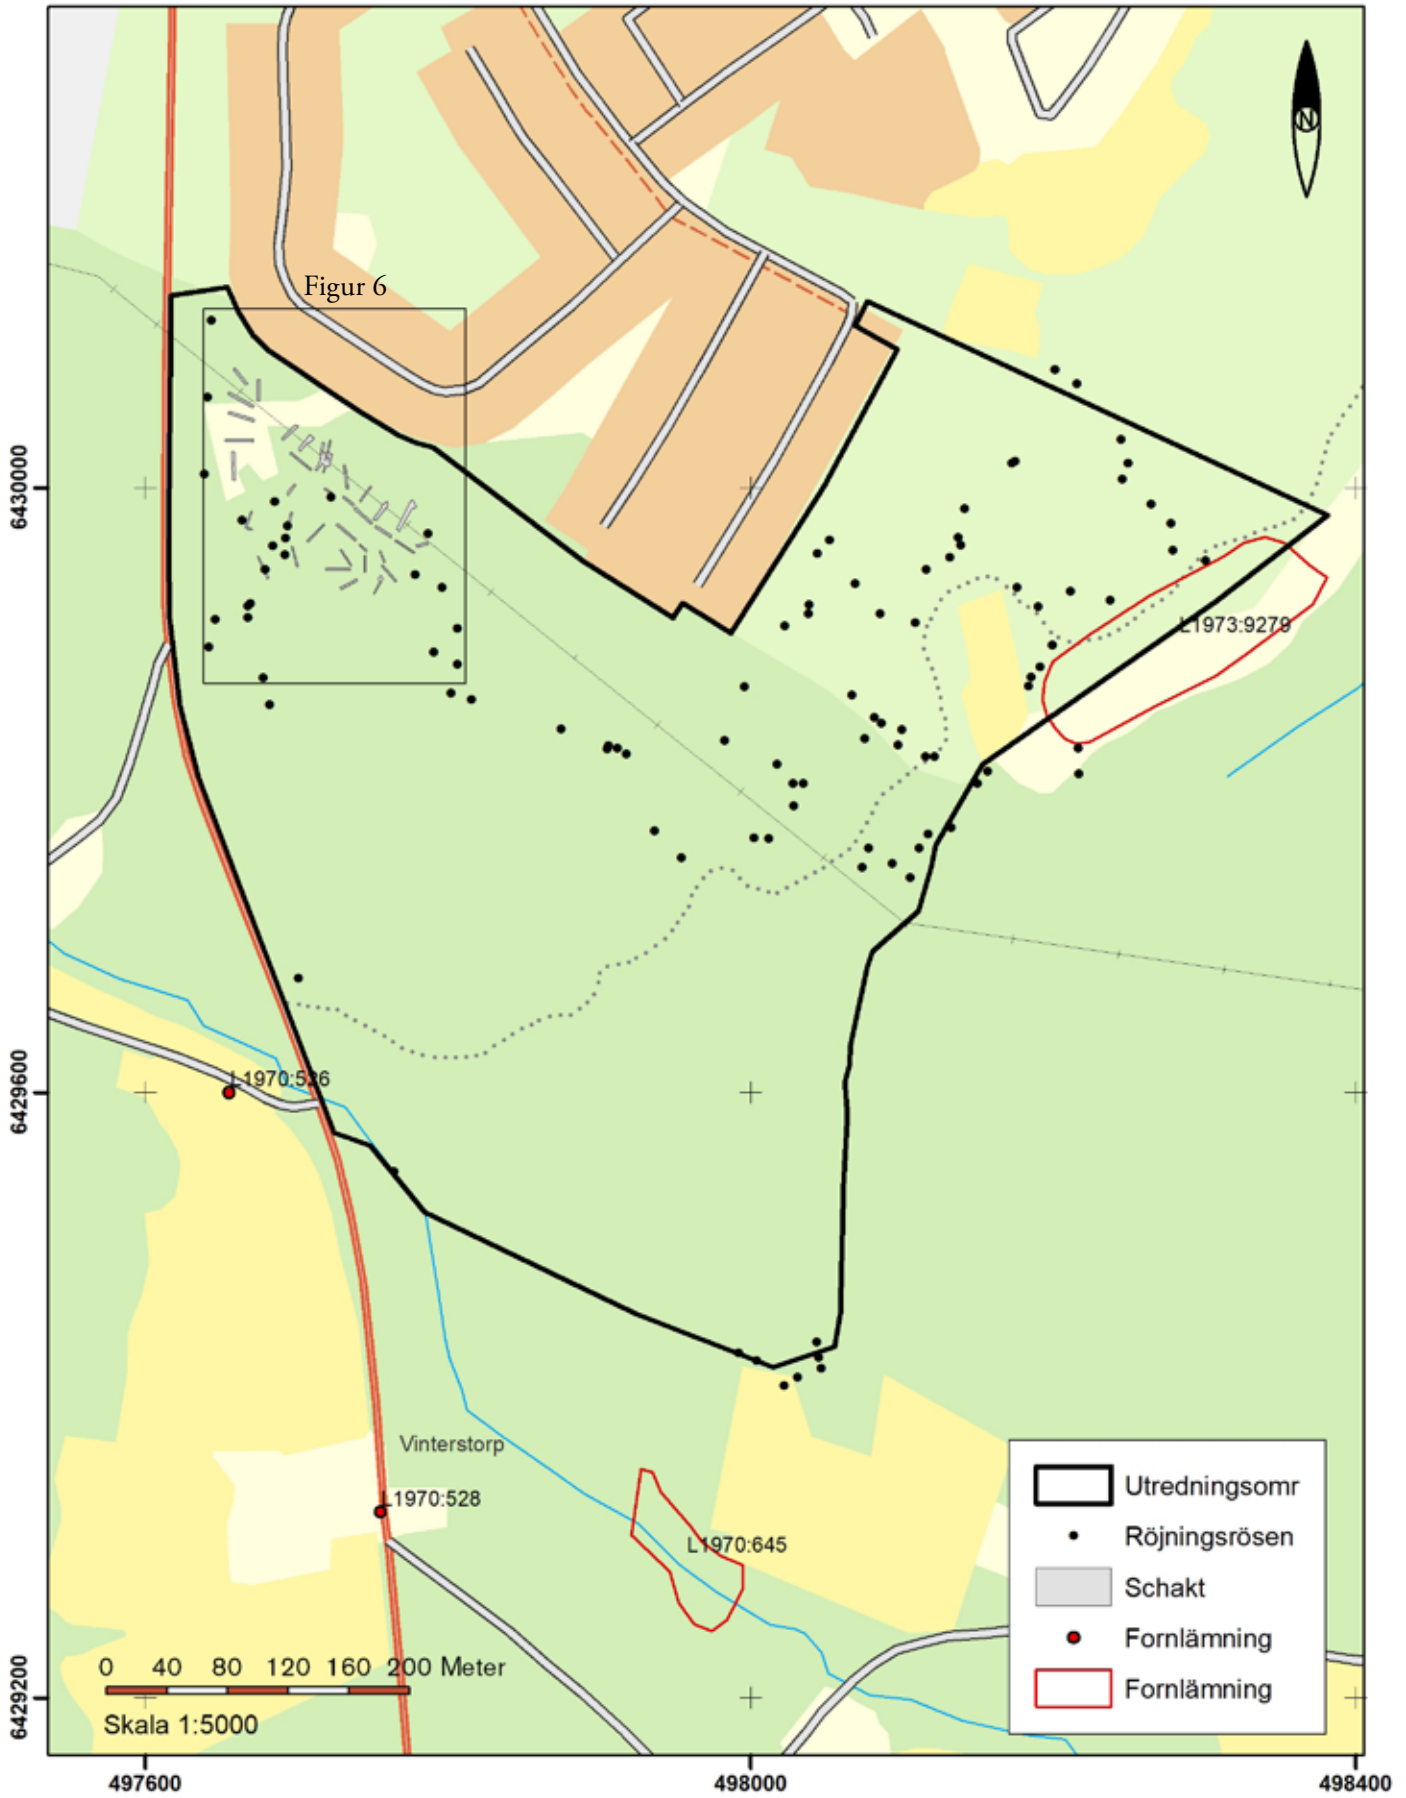 N
Figur 6
6430000
L1973:9279
6429600
L1970:526
Vinterstorp
L1970:528
L1970:645
Utredningsomr
Röjningsrösen
Schakt
Fornlämning
Fornlämning
0 40 80 120 160 200 Meter
Skala 1:5000
6429200
497600 498000 498400